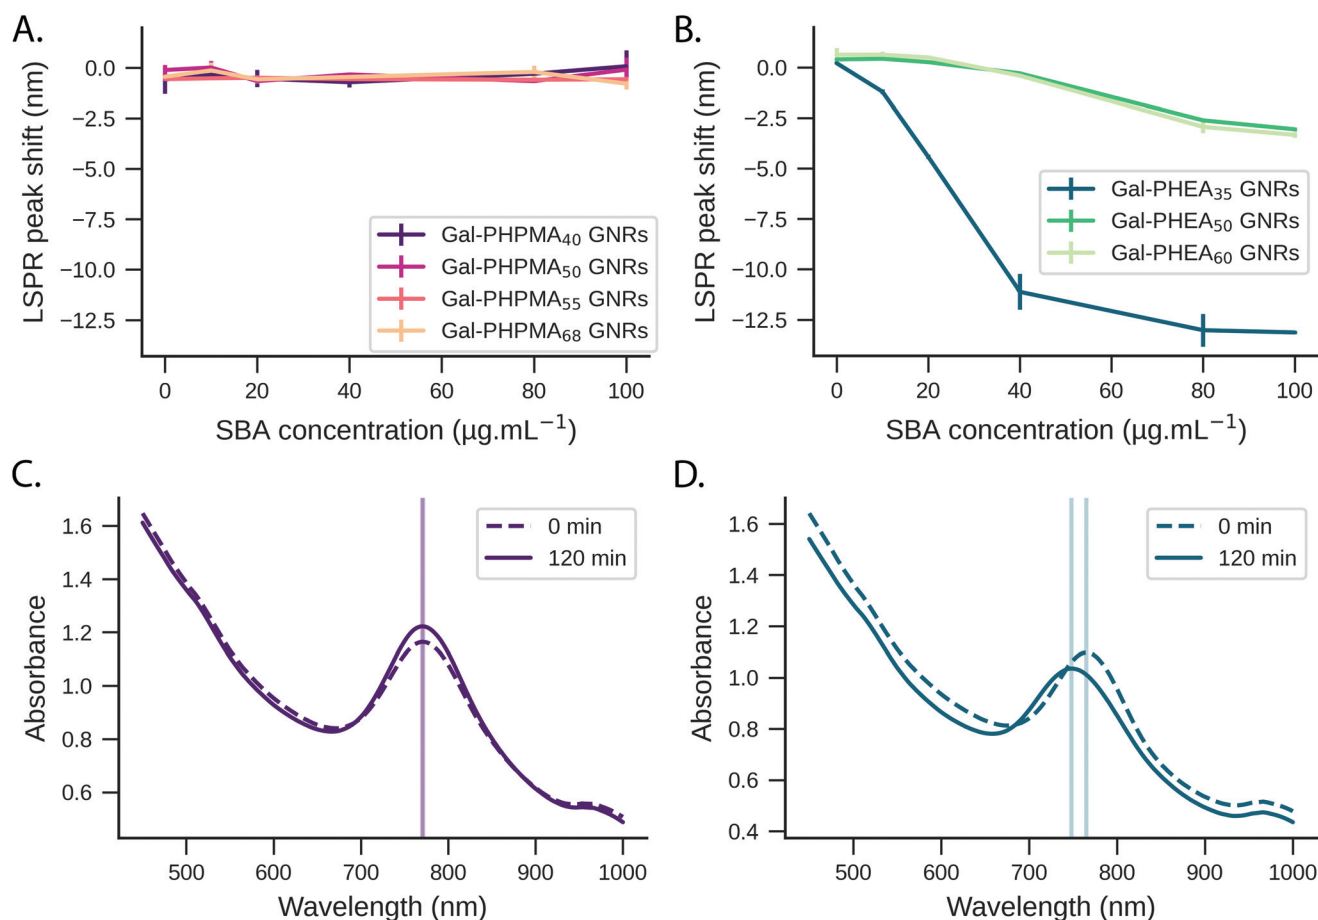 A.
LSPR peak shift (nm)
0.0
−2.5
−5.0
−7.5
−10.0
−12.5
Gal-PHPMA₄₀ GNRs
Gal-PHPMA₅₀ GNRs
Gal-PHPMA₅₅ GNRs
Gal-PHPMA₆₈ GNRs
0 20 40 60 80 100
SBA concentration (µg.mL⁻¹)
B.
LSPR peak shift (nm)
0.0
−2.5
−5.0
−7.5
−10.0
−12.5
Gal-PHEA₃₅ GNRs
Gal-PHEA₅₀ GNRs
Gal-PHEA₆₀ GNRs
0 20 40 60 80 100
SBA concentration (µg.mL⁻¹)
C.
Absorbance
1.6
1.4
1.2
1.0
0.8
0.6
0 min
120 min
500 600 700 800 900 1000
Wavelength (nm)
D.
Absorbance
1.6
1.4
1.2
1.0
0.8
0.6
0.4
0 min
120 min
500 600 700 800 900 1000
Wavelength (nm)